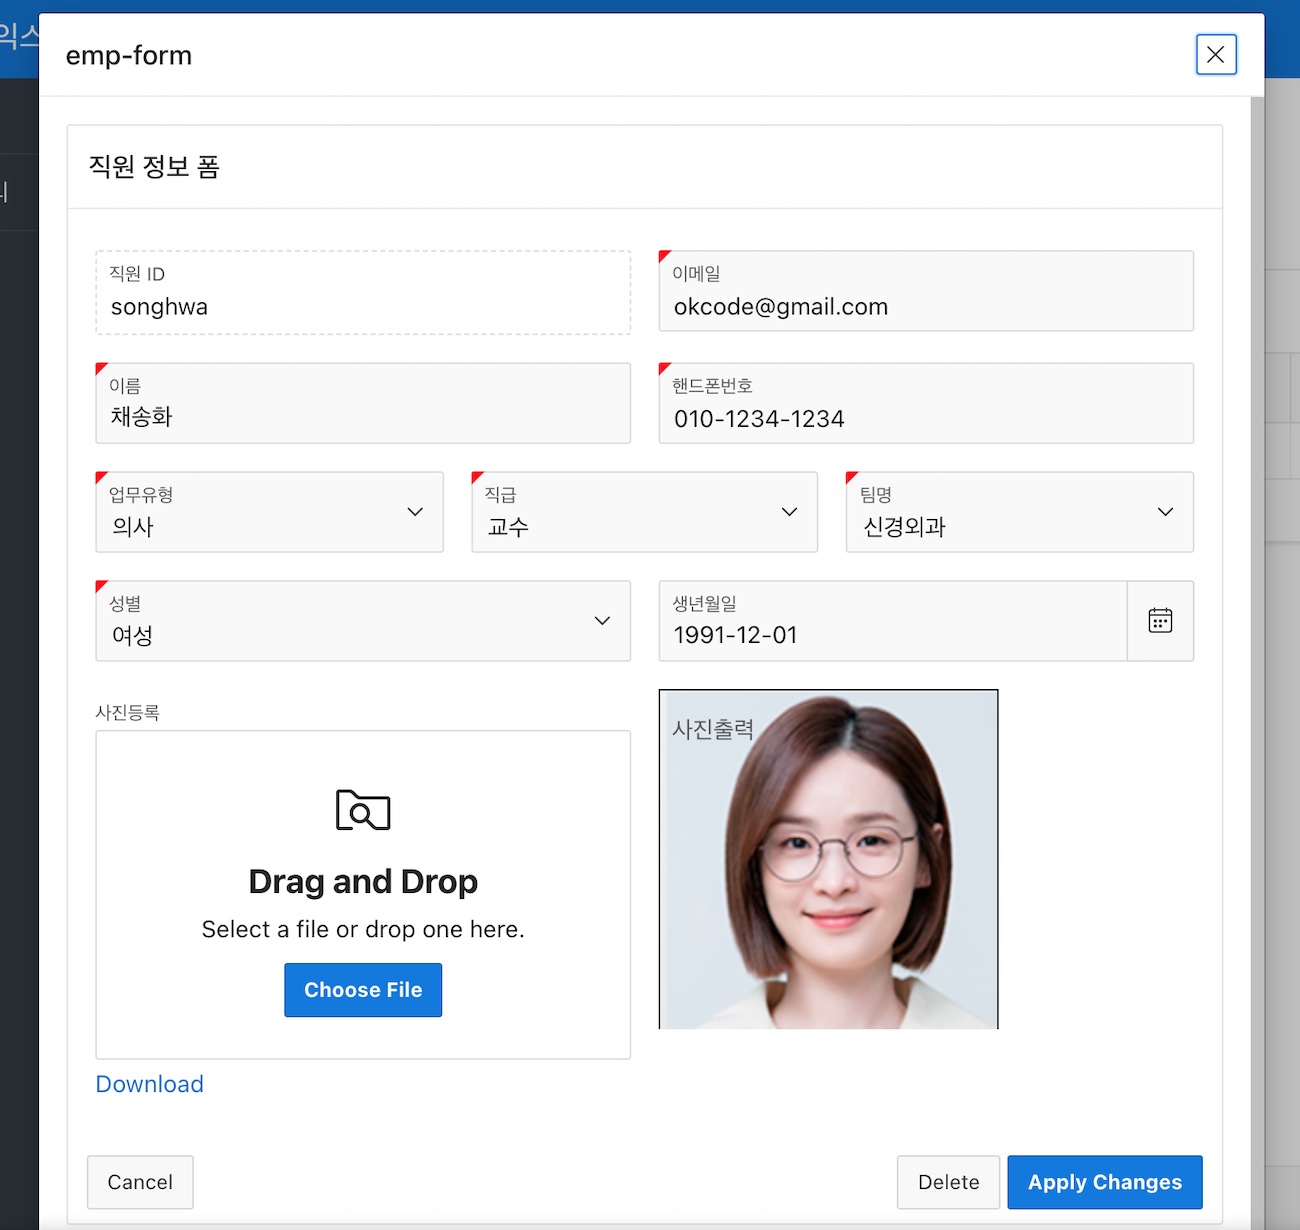 익스
emp-form
직원 정보 폼
직원 ID
songhwa
이메일
okcode@gmail.com
이름
채송화
핸드폰번호
010-1234-1234
업무유형
의사
직급
교수
팀명
신경외과
성별
여성
생년월일
1991-12-01
사진등록
사진출력
Drag and Drop
Select a file or drop one here.
Choose File
Download
Cancel
Delete
Apply Changes